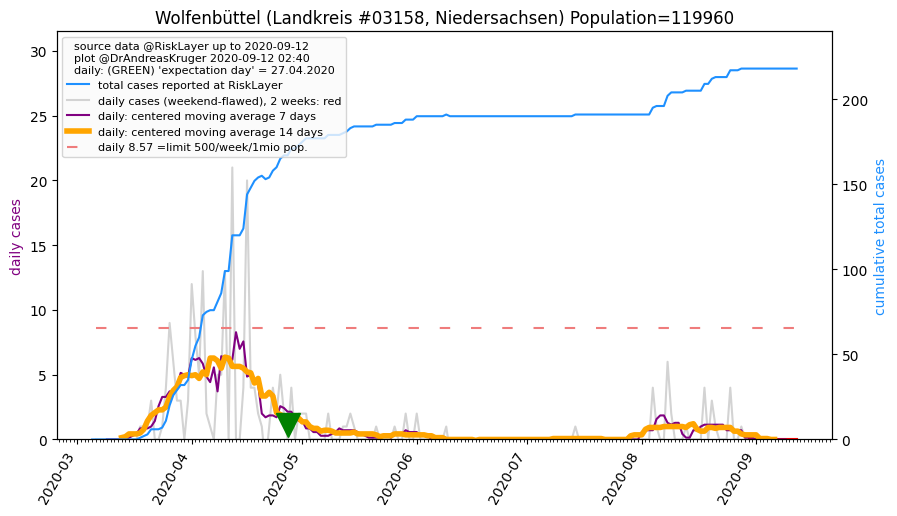 Wolfenbüttel (Landkreis #03158, Niedersachsen) Population=119960
source data @RiskLayer up to 2020-09-12
plot @DrAndreasKruger 2020-09-12 02:40
daily: (GREEN) 'expectation day' = 27.04.2020
total cases reported at RiskLayer
daily cases (weekend-flawed), 2 weeks: red
daily: centered moving average 7 days
daily: centered moving average 14 days
daily 8.57 =limit 500/week/1mio pop.
daily cases
30
25
20
15
10
5
0
cumulative total cases
200
150
100
50
0
2020-03
2020-04
2020-05
2020-06
2020-07
2020-08
2020-09